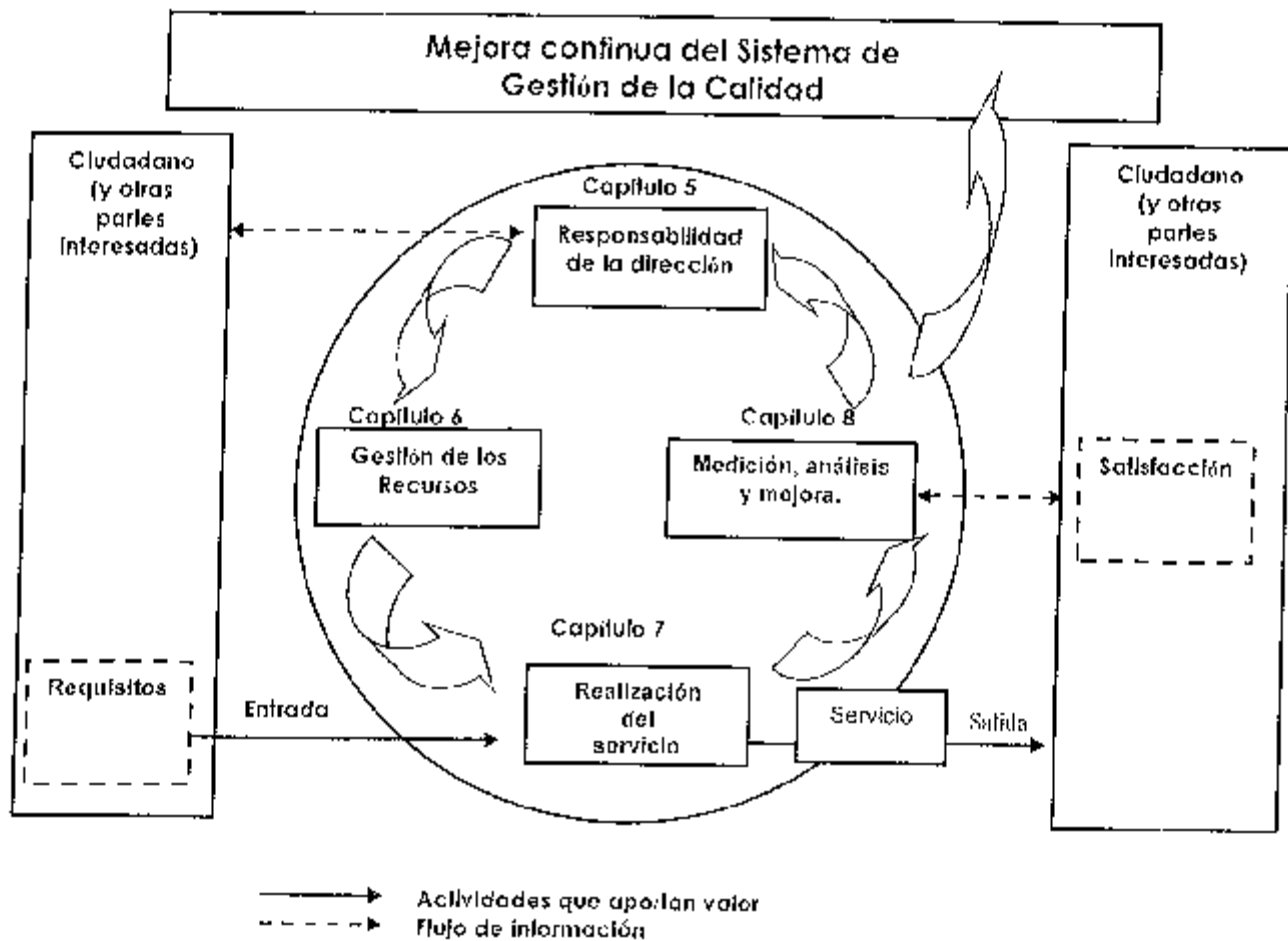 Mejora continua del Sistema de
Gestión de la Calidad
Ciudadano
(y otras
partes
interesadas)
Capítulo 5
Responsabilidad
de la dirección
Ciudadano
(y otras
partes
interesadas)
Capítulo 6
Gestión de los
Recursos
Capítulo 8
Medición, análisis
y mejora.
Satisfacción
Capítulo 7
Requisitos
Entrada
Realización
del
servicio
Servicio
Salida
Actividades que aportan valor
Flujo de información